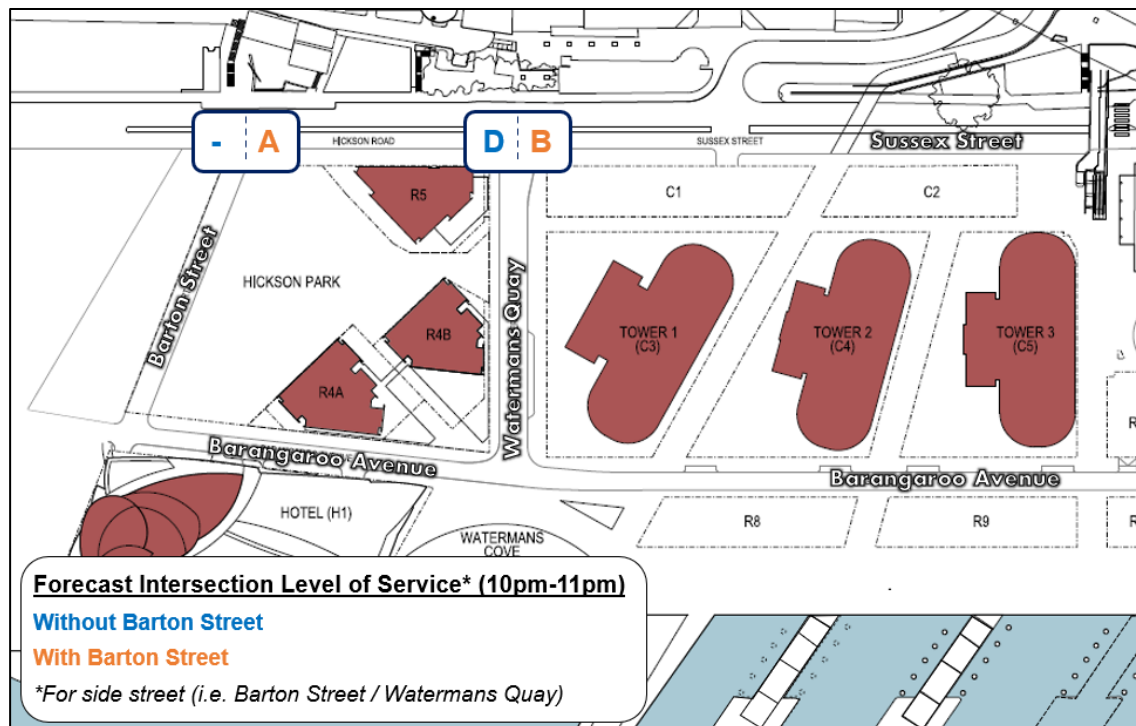 - A
HICKSON ROAD
D B
SUSSEX STREET
Sussex Street
R5
C1
C2
Barton Street
HICKSON PARK
Watermans Quay
R4B
R4A
TOWER 1
(C3)
TOWER 2
(C4)
TOWER 3
(C5)
Barangaroo Avenue
Barangaroo Avenue
HOTEL (H1)
WATERMANS
COVE
R8
R9
R
R
Forecast Intersection Level of Service* (10pm-11pm)
Without Barton Street
With Barton Street
*For side street (i.e. Barton Street / Watermans Quay)